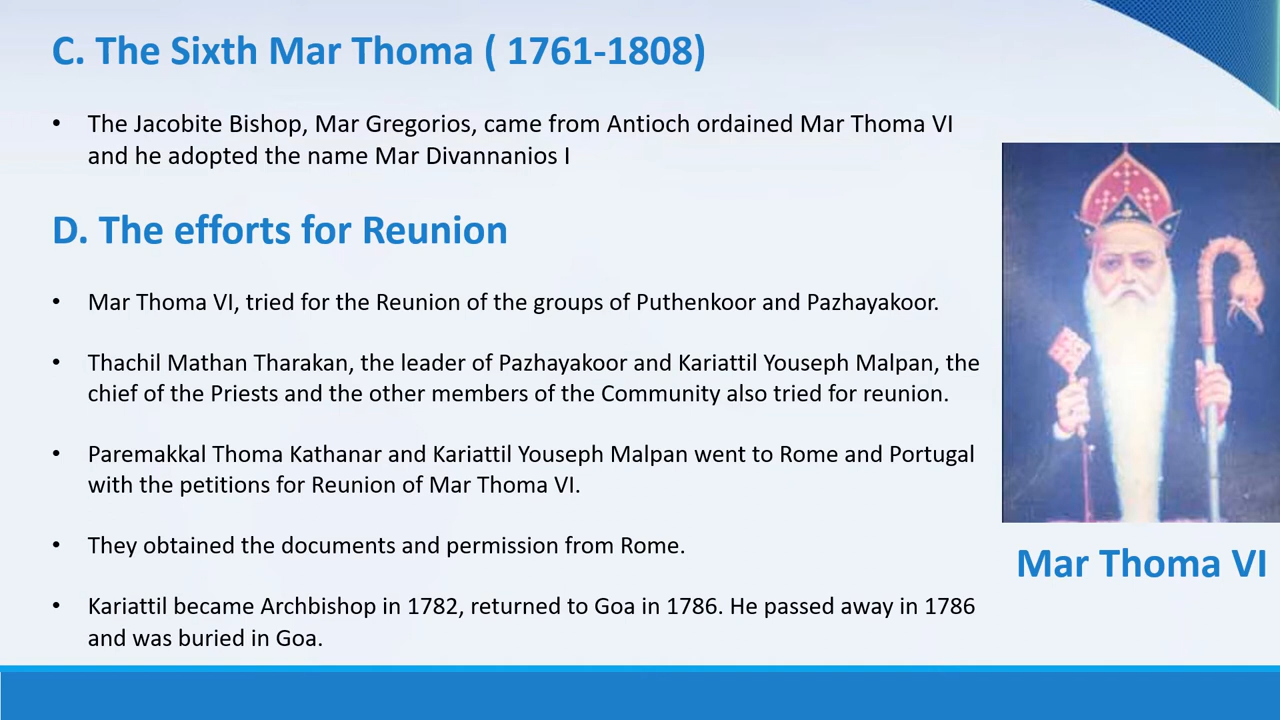 C. The Sixth Mar Thoma ( 1761-1808)
• The Jacobite Bishop, Mar Gregorios, came from Antioch ordained Mar Thoma VI
and he adopted the name Mar Divannanios I
D. The efforts for Reunion
• Mar Thoma VI, tried for the Reunion of the groups of Puthenkoor and Pazhayakoor.
• Thachil Mathan Tharakan, the leader of Pazhayakoor and Kariattil Youseph Malpan, the
chief of the Priests and the other members of the Community also tried for reunion.
• Paremakkal Thoma Kathanar and Kariattil Youseph Malpan went to Rome and Portugal
with the petitions for Reunion of Mar Thoma VI.
• They obtained the documents and permission from Rome.
• Kariattil became Archbishop in 1782, returned to Goa in 1786. He passed away in 1786
and was buried in Goa.
Mar Thoma VI